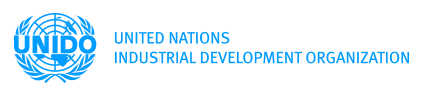 UNIDO
UNITED NATIONS
INDUSTRIAL DEVELOPMENT ORGANIZATION